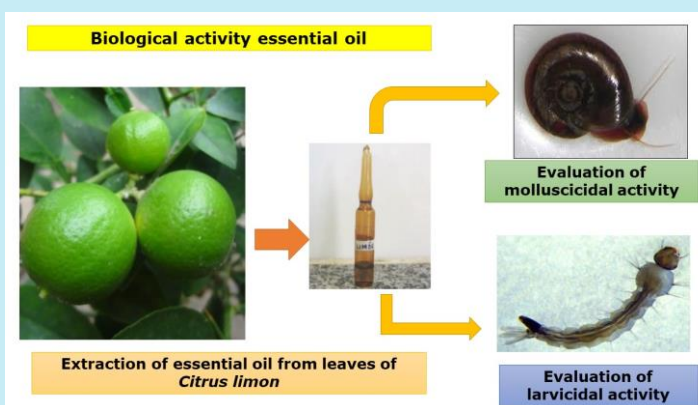 Biological activity essential oil
Evaluation of
molluscicidal activity
Extraction of essential oil from leaves of
Citrus limon
Evaluation of
larvicidal activity